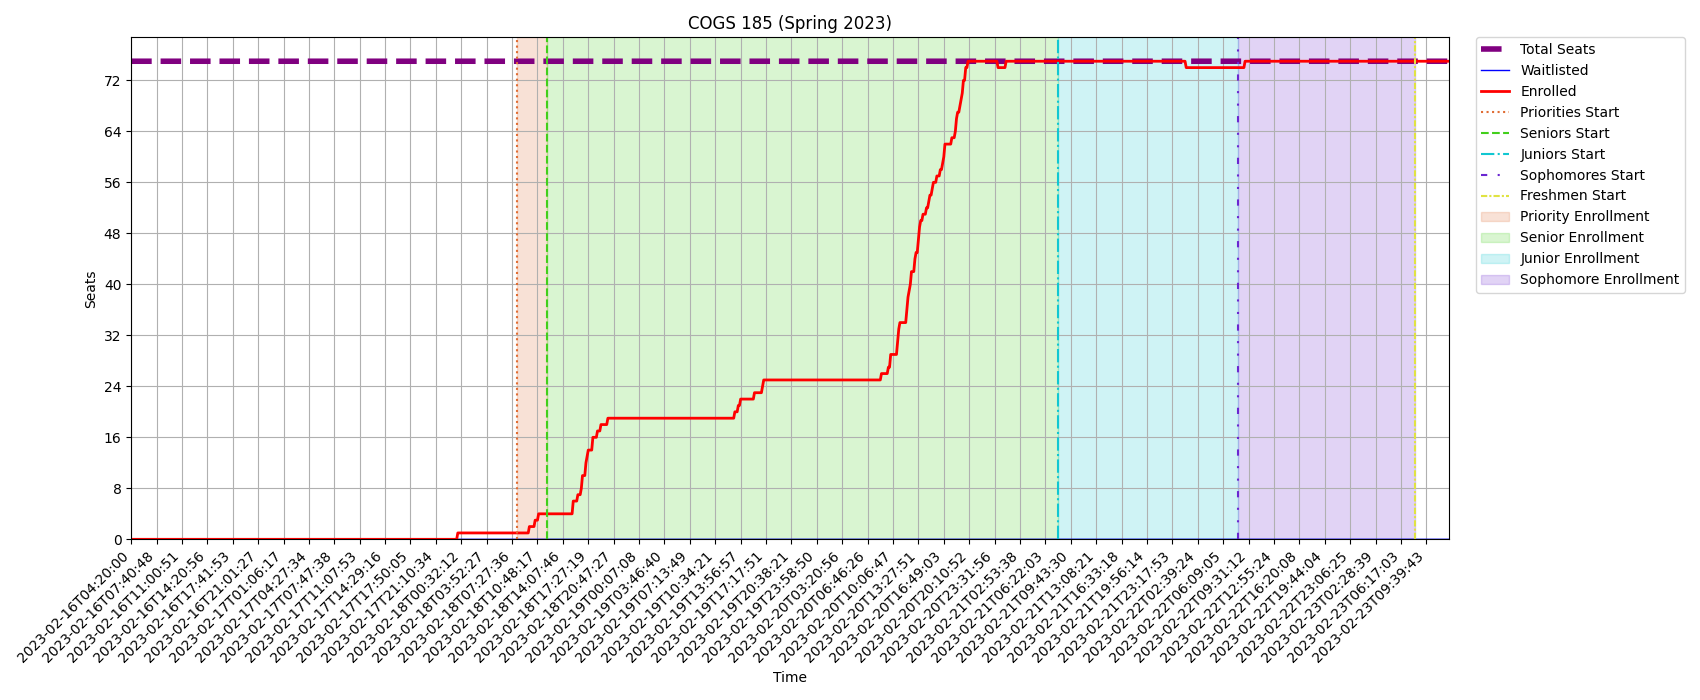 COGS 185 (Spring 2023)
Total Seats
Waitlisted
Enrolled
Priorities Start
Seniors Start
Juniors Start
Sophomores Start
Freshmen Start
Priority Enrollment
Senior Enrollment
Junior Enrollment
Sophomore Enrollment
Seats
72
64
56
48
40
32
24
16
8
0
2023-02-16T04:20:00
2023-02-16T07:40:48
2023-02-16T11:00:51
2023-02-16T14:20:56
2023-02-16T17:41:53
2023-02-16T21:01:27
2023-02-17T01:06:17
2023-02-17T04:27:34
2023-02-17T07:47:38
2023-02-17T11:07:53
2023-02-17T14:29:16
2023-02-17T17:50:05
2023-02-17T21:10:34
2023-02-18T00:32:12
2023-02-18T03:52:27
2023-02-18T07:27:36
2023-02-18T10:48:17
2023-02-18T14:07:46
2023-02-18T17:27:19
2023-02-18T20:47:27
2023-02-19T00:07:08
2023-02-19T03:46:40
2023-02-19T07:13:49
2023-02-19T10:34:21
2023-02-19T13:56:57
2023-02-19T17:17:51
2023-02-19T20:38:21
2023-02-19T23:58:50
2023-02-20T03:20:56
2023-02-20T06:46:26
2023-02-20T10:06:47
2023-02-20T13:27:51
2023-02-20T16:49:03
2023-02-20T20:10:52
2023-02-20T23:31:56
2023-02-21T02:53:38
2023-02-21T06:22:03
2023-02-21T09:43:30
2023-02-21T13:08:21
2023-02-21T16:33:18
2023-02-21T19:56:14
2023-02-21T23:17:53
2023-02-22T02:39:24
2023-02-22T06:09:05
2023-02-22T09:31:12
2023-02-22T12:55:24
2023-02-22T16:20:08
2023-02-22T19:44:04
2023-02-22T23:06:25
2023-02-23T02:28:39
2023-02-23T06:17:03
2023-02-23T09:39:43
Time